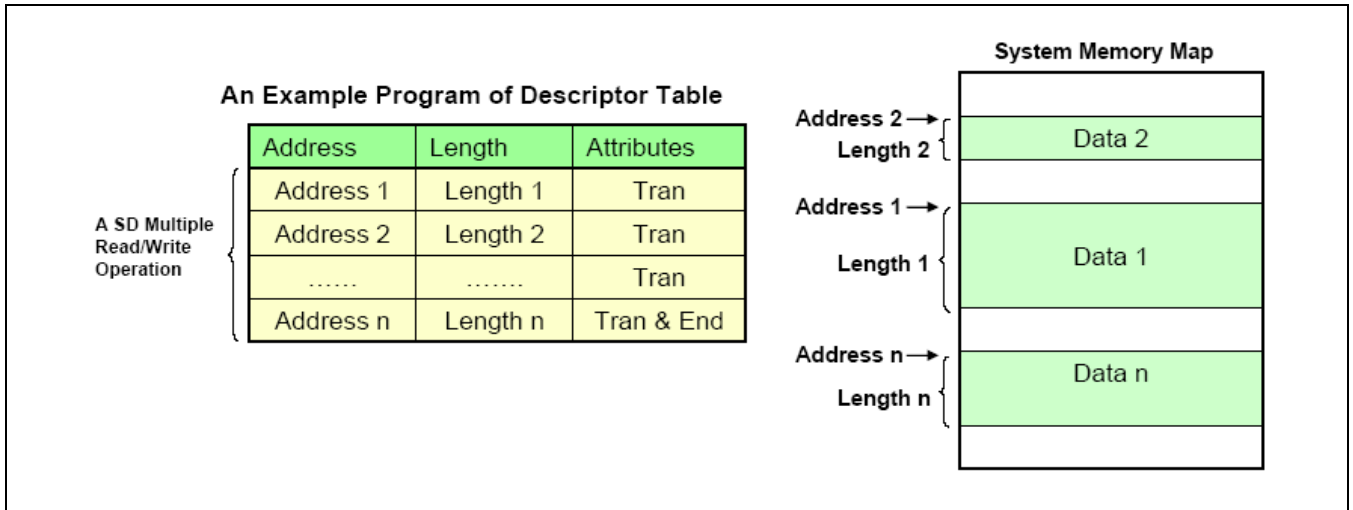 An Example Program of Descriptor Table
Address Length Attributes
Address 1 Length 1 Tran
Address 2 Length 2 Tran
...... ....... Tran
Address n Length n Tran & End
A SD Multiple
Read/Write
Operation
System Memory Map
Address 2
Length 2
Data 2
Address 1
Length 1
Data 1
Address n
Length n
Data n